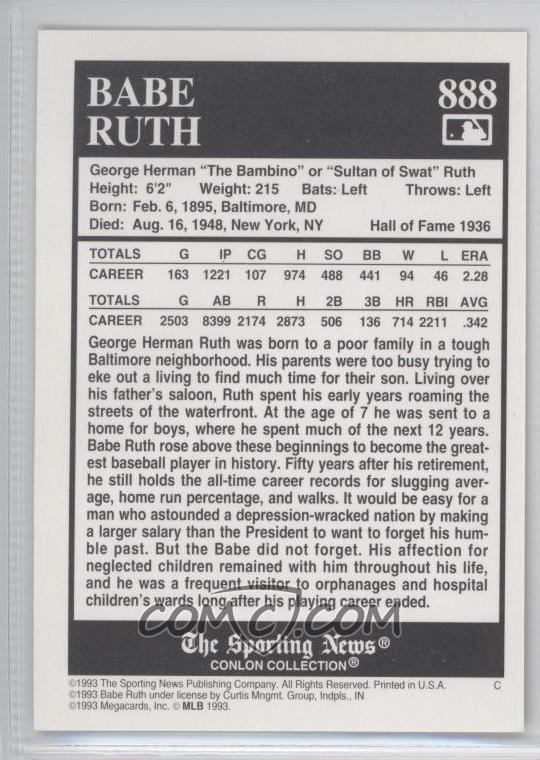 BABE 888
RUTH
George Herman "The Bambino" or "Sultan of Swat" Ruth
Height: 6'2" Weight: 215 Bats: Left Throws: Left
Born: Feb. 6, 1895, Baltimore, MD
Died: Aug. 16, 1948, New York, NY Hall of Fame 1936
TOTALS G IP CG H SO BB W L ERA
CAREER 163 1221 107 974 488 441 94 46 2.28
TOTALS G AB R H 2B 3B HR RBI AVG
CAREER 2503 8399 2174 2873 506 136 714 2211 .342
George Herman Ruth was born to a poor family in a tough
Baltimore neighborhood. His parents were too busy trying to
eke out a living to find much time for their son. Living over
his father's saloon, Ruth spent his early years roaming the
streets of the waterfront. At the age of 7 he was sent to a
home for boys, where he spent much of the next 12 years.
Babe Ruth rose above these beginnings to become the great-
est baseball player in history. Fifty years after his retirement,
he still holds the all-time career records for slugging aver-
age, home run percentage, and walks. It would be easy for a
man who astounded a depression-wracked nation by making
a larger salary than the President to want to forget his hum-
ble past. But the Babe did not forget. His affection for
neglected children remained with him throughout his life,
and he was a frequent visitor to orphanages and hospital
children's wards long after his playing career ended.
COMC.COM
The Sporting News®
CONLON COLLECTION®
©1993 The Sporting News Publishing Company. All Rights Reserved. Printed in U.S.A. C
©1993 Babe Ruth under license by Curtis Mngmt. Group, Indpls., IN
©1993 Megacards, Inc. © MLB 1993.